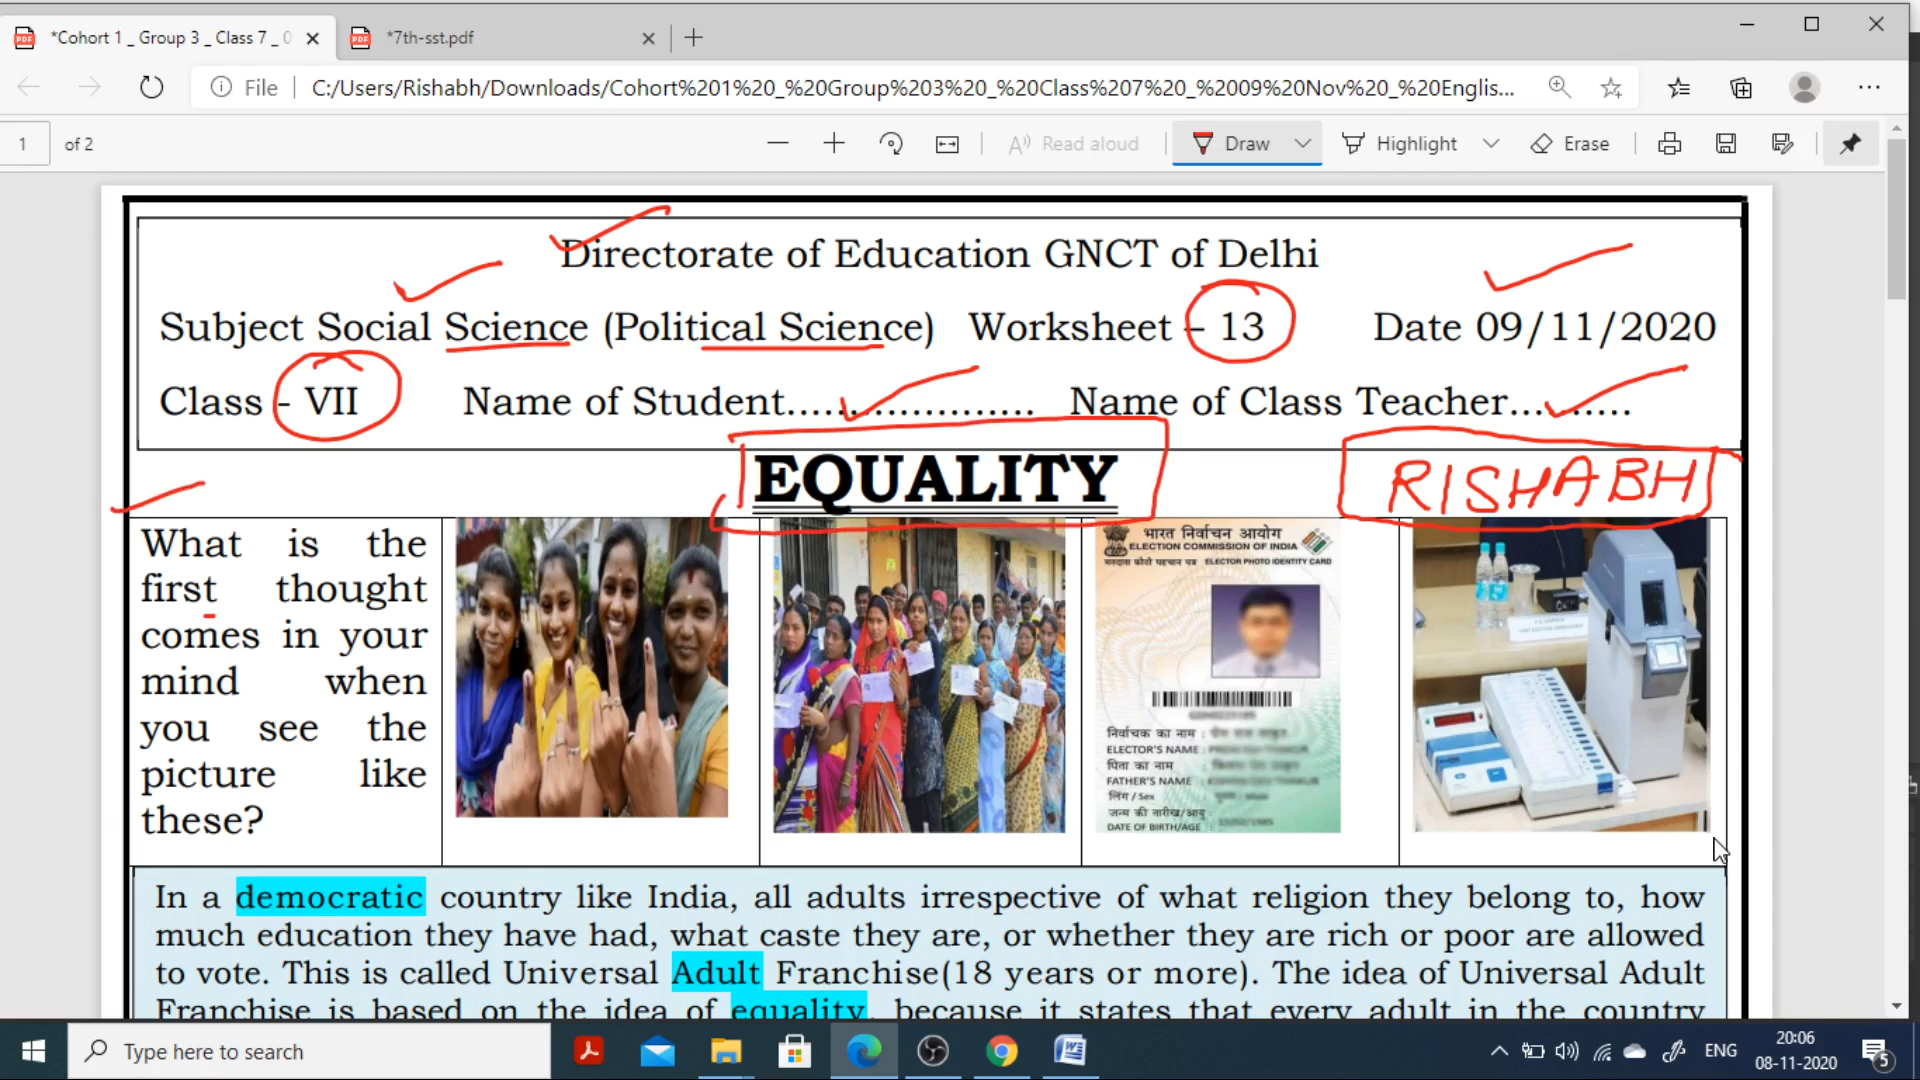 *Cohort 1 _ Group 3 _ Class 7 _ 0
*7th-sst.pdf
File
C:/Users/Rishabh/Downloads/Cohort%201%20_%20Group%203%20_%20Class%207%20_%2009%20Nov%20_%20Englis...
1 of 2
Read aloud
Draw
Highlight
Erase
Directorate of Education GNCT of Delhi
Subject Social Science (Political Science) Worksheet – 13 Date 09/11/2020
Class - VII Name of Student..................... Name of Class Teacher..........
EQUALITY
RISHABH
What is the
first thought
comes in your
mind when
you see the
picture like
these?
भारत निर्वाचन आयोग
ELECTION COMMISSION OF INDIA
मतदाता फोटो पहचान पत्र ELECTOR PHOTO IDENTITY CARD
निर्वाचक का नाम :
ELECTOR'S NAME :
पिता का नाम :
FATHER'S NAME :
लिंग / Sex :
जन्म की तारीख/आयु :
DATE OF BIRTH/AGE :
In a democratic country like India, all adults irrespective of what religion they belong to, how
much education they have had, what caste they are, or whether they are rich or poor are allowed
to vote. This is called Universal Adult Franchise(18 years or more). The idea of Universal Adult
Franchise is based on the idea of equality, because it states that every adult in the country
Type here to search
ENG
20:06
08-11-2020
5